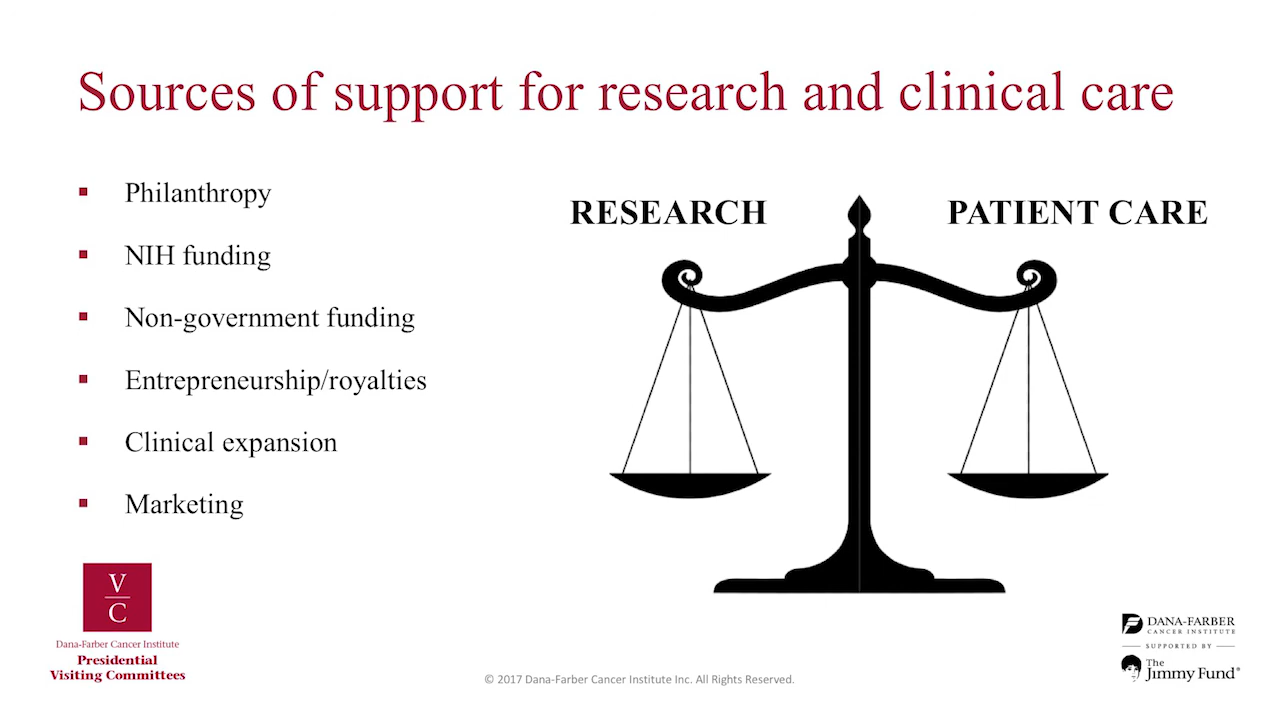 Sources of support for research and clinical care
Philanthropy
NIH funding
Non-government funding
Entrepreneurship/royalties
Clinical expansion
Marketing
RESEARCH
PATIENT CARE
V
C
Dana-Farber Cancer Institute
Presidential
Visiting Committees
© 2017 Dana-Farber Cancer Institute Inc. All Rights Reserved.
DANA-FARBER
CANCER INSTITUTE
SUPPORTED BY
The
Jimmy Fund®